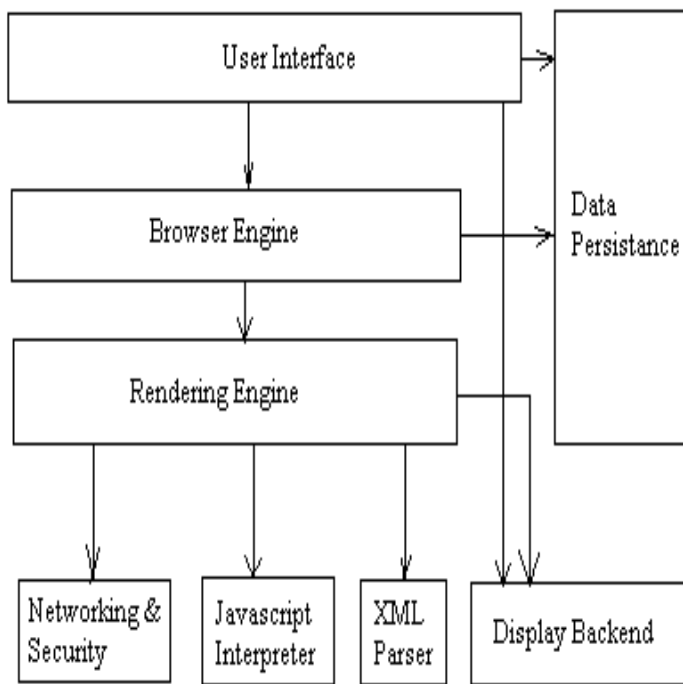 User Interface
Data
Persistance
Browser Engine
Rendering Engine
Networking &
Security
Javascript
Interpreter
XML
Parser
Display Backend